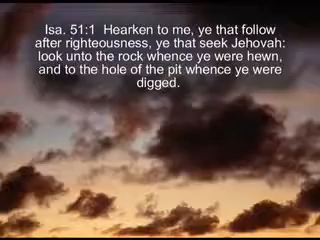 Isa. 51:1  Hearken to me, ye that follow
after righteousness, ye that seek Jehovah:
look unto the rock whence ye were hewn,
and to the hole of the pit whence ye were
digged.